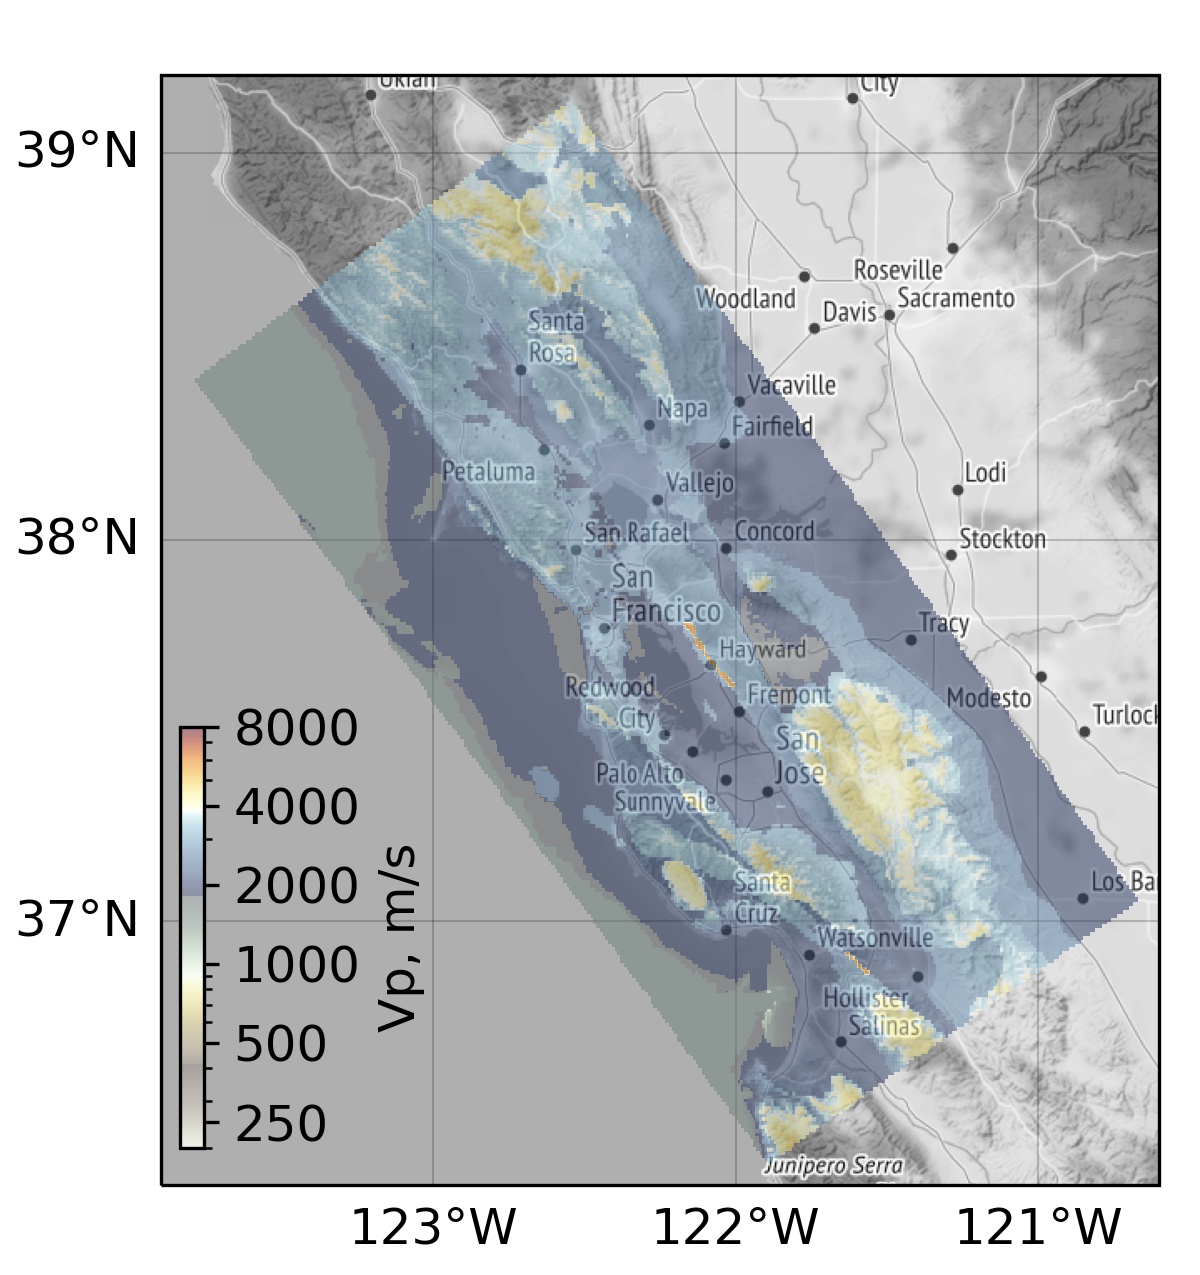 Ukiah
City
39°N
Roseville
Woodland
Sacramento
Davis
Santa
Rosa
Vacaville
Napa
Fairfield
Petaluma
Lodi
Vallejo
38°N
San Rafael
Concord
Stockton
San
Francisco
Tracy
Hayward
Redwood
City
Fremont
Modesto
Turlock
8000
San
Jose
Palo Alto
Sunnyvale
4000
2000
Santa
Cruz
Los Ba
37°N
Watsonville
Vp, m/s
1000
Hollister
Salinas
500
250
Junipero Serra
123°W
122°W
121°W